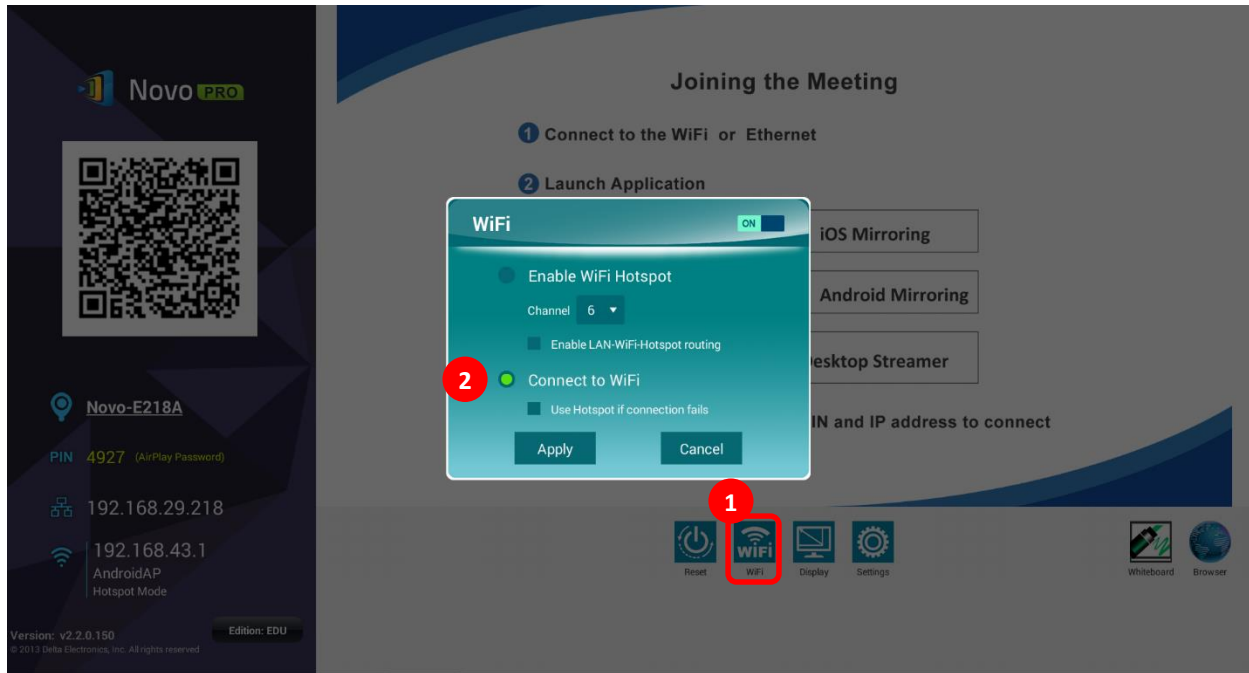 Novo PRO
Novo-E218A
PIN 4927 (AirPlay Password)
192.168.29.218
192.168.43.1
AndroidAP
Hotspot Mode
Version: v2.2.0.150
Edition: EDU
© 2013 Delta Electronics, Inc. All rights reserved
Joining the Meeting
1 Connect to the WiFi or Ethernet
2 Launch Application
iOS Mirroring
Android Mirroring
esktop Streamer
IN and IP address to connect
WiFi
ON
Enable WiFi Hotspot
Channel 6
Enable LAN-WiFi-Hotspot routing
2
Connect to WiFi
Use Hotspot if connection fails
Apply
Cancel
1
WiFi
Reset
WiFi
Display
Settings
Whiteboard
Browser